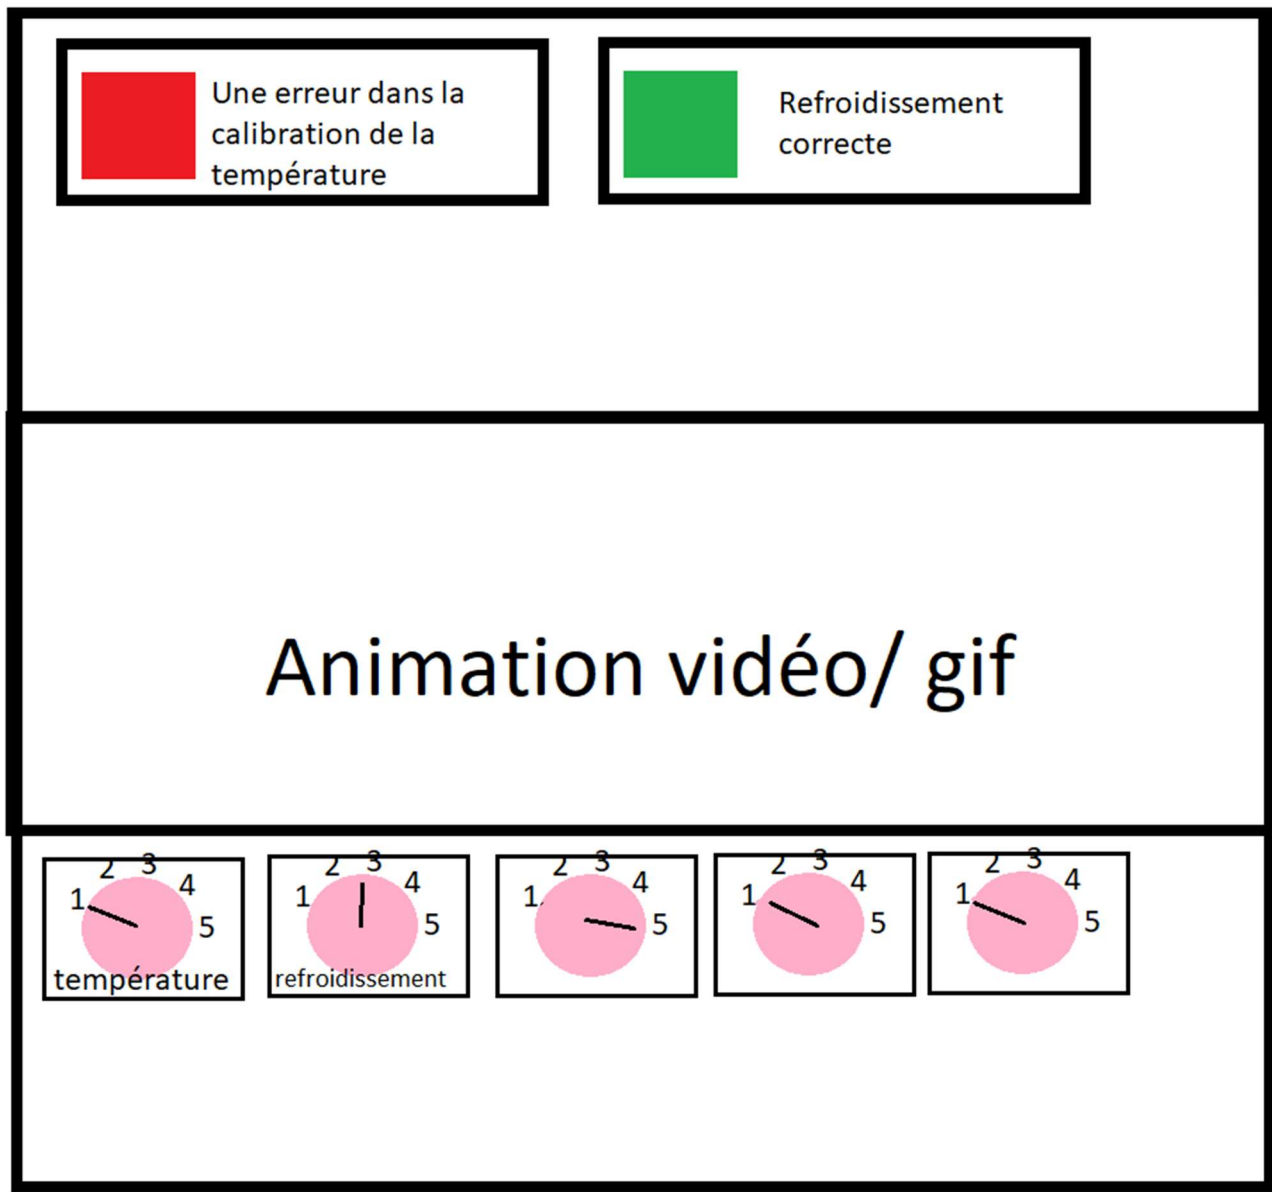 Une erreur dans la
calibration de la
température
Refroidissement
correcte
Animation vidéo/ gif
1 2 3 4 5
température
1 2 3 4 5
refroidissement
1 2 3 4 5
1 2 3 4 5
1 2 3 4 5